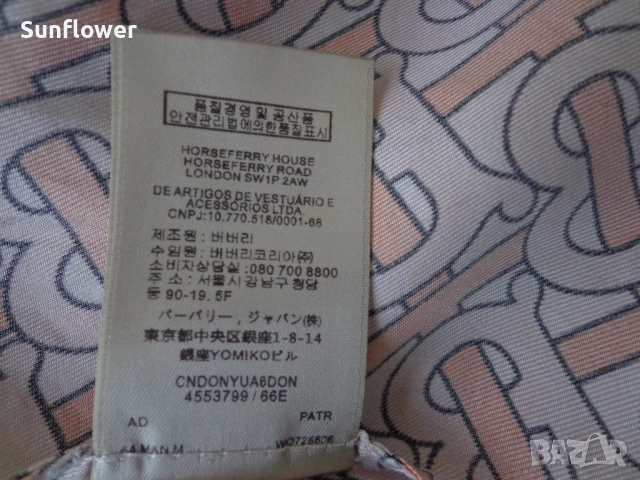 Sunflower
품질경영 및 공산품
안전관리법에의한품질표시
HORSEFERRY HOUSE
HORSEFERRY ROAD
LONDON SW1P 2AW
DE ARTIGOS DE VESTUÁRIO E
ACESSÓRIOS LTDA.
CNPJ:10.770.516/0001-68
제조원 : 버버리
수입원 : 버버리코리아(주)
소비자상담실 : 080 700 8800
주소 : 서울시 강남구 청담
동 90-19. 5F
バーバリー , ジャパン(株)
東京都中央区銀座1-8-14
銀座YOMIKOビル
CNDONYUA6DON
4553799 / 66E
AD PATR
MAN M
BAZAR